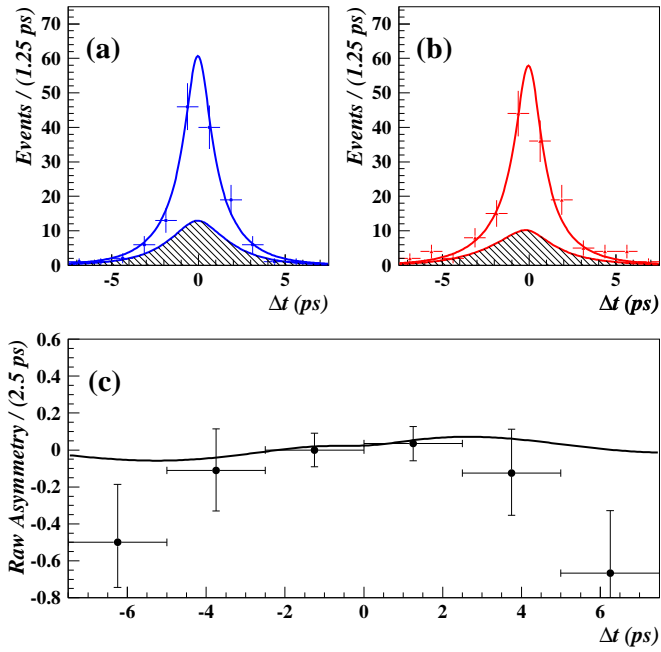 Events / (1.25 ps)
70
60
50
40
30
20
10
0
(a)
-5 0 5
Δt (ps)
Events / (1.25 ps)
70
60
50
40
30
20
10
0
(b)
-5 0 5
Δt (ps)
Raw Asymmetry / (2.5 ps)
0.6
0.4
0.2
0
-0.2
-0.4
-0.6
-0.8
(c)
-6 -4 -2 0 2 4 6
Δt (ps)